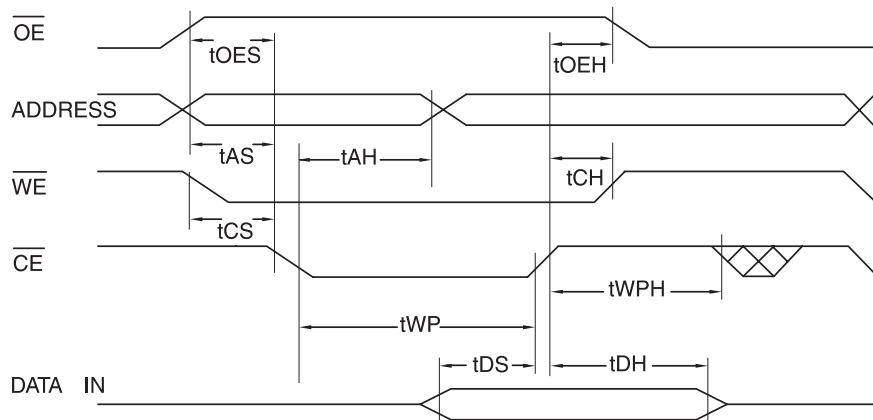 OE
tOES
tOEH
ADDRESS
tAS
tAH
tCH
WE
tCS
CE
tWPH
tWP
tDS
tDH
DATA IN